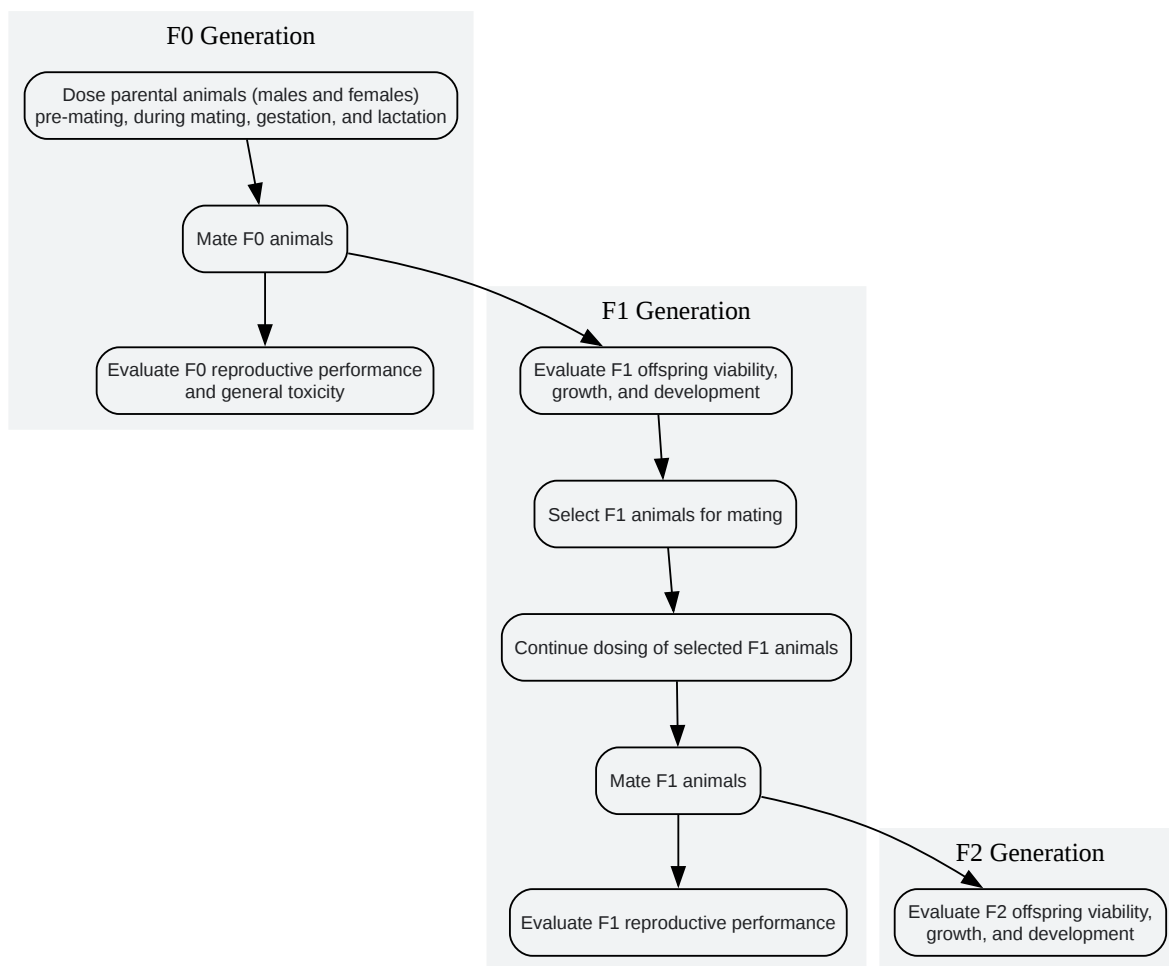 F0 Generation
Dose parental animals (males and females)
pre-mating, during mating, gestation, and lactation
Mate F0 animals
Evaluate F0 reproductive performance
and general toxicity
F1 Generation
Evaluate F1 offspring viability,
growth, and development
Select F1 animals for mating
Continue dosing of selected F1 animals
Mate F1 animals
Evaluate F1 reproductive performance
F2 Generation
Evaluate F2 offspring viability,
growth, and development